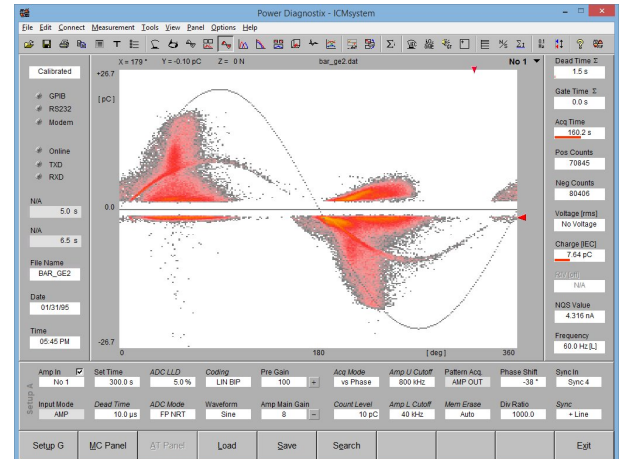 Power Diagnostix - ICMsystem
File Edit Connect Measurement Tools View Panel Options Help
X = 179 ° Y = -0.10 pC Z = 0 N bar_ge2.dat No 1
Calibrated
GPIB
RS232
Modem
Online
TXD
RXD
N/A
5.0 s
N/A
6.5 s
File Name
BAR_GE2
Date
01/31/95
Time
05:45 PM
+26.7
[ pC ]
0.0
-26.7
0 180 [ deg ] 360
Dead Time Σ
1.5 s
Gate Time Σ
0.0 s
Acq Time
160.2 s
Pos Counts
70845
Neg Counts
80406
Voltage [rms]
No Voltage
Charge [IEC]
7.64 pC
N/A
NQS Value
4.316 nA
Frequency
60.0 Hz [L]
Setup A
Amp In Set Time ADC LLD Coding Pre Gain Acq Mode Amp U Cutoff Pattern Acq. Phase Shift Sync In
No 1 300.0 s 5.0 % LIN BIP 100 vs Phase 800 kHz AMP OUT -38 ° Sync 4
Input Mode Dead Time ADC Mode Waveform Amp Main Gain Count Level Amp L Cutoff Mem Erase Div Ratio Sync
AMP 10.0 µs FP NRT Sine 8 10 pC 40 kHz Auto 1000.0 + Line
Setup G MC Panel AT Panel Load Save Search Exit